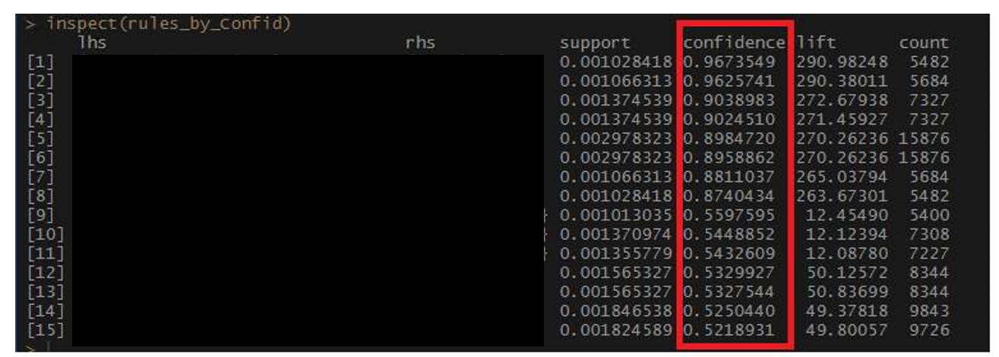 > inspect(rules_by_Confid)
lhs rhs support confidence lift count
[1] 0.001028418 0.9673549 290.98248 5482
[2] 0.001066313 0.9625741 290.38011 5684
[3] 0.001374539 0.9038983 272.67938 7327
[4] 0.001374539 0.9024510 271.45927 7327
[5] 0.002978323 0.8984720 270.26236 15876
[6] 0.002978323 0.8958862 270.26236 15876
[7] 0.001066313 0.8811037 265.03794 5684
[8] 0.001028418 0.8740434 263.67301 5482
[9] } 0.001013035 0.5597595 12.45490 5400
[10] } 0.001370974 0.5448852 12.12394 7308
[11] } 0.001355779 0.5432609 12.08780 7227
[12] 0.001565327 0.5329927 50.12572 8344
[13] 0.001565327 0.5327544 50.83699 8344
[14] 0.001846538 0.5250440 49.37818 9843
[15] 0.001824589 0.5218931 49.80057 9726
>